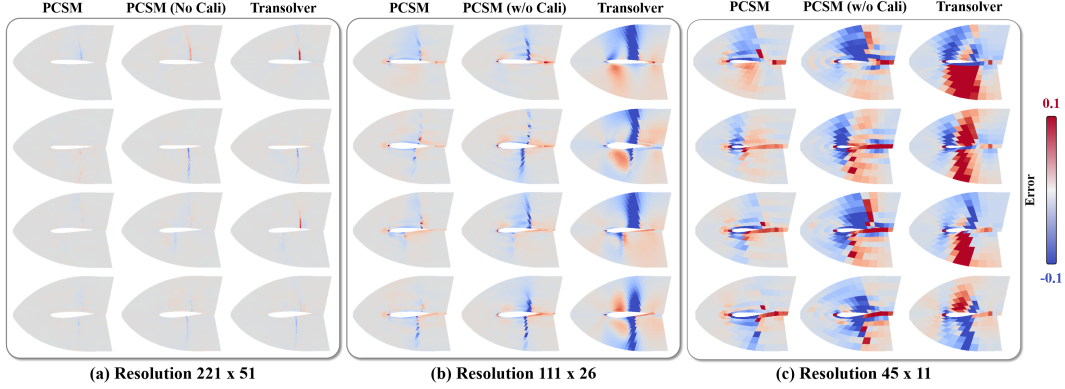 PCSM PCSM (No Cali) Transolver
PCSM PCSM (w/o Cali) Transolver
PCSM PCSM (w/o Cali) Transolver
0.1
Error
-0.1
(a) Resolution 221 x 51
(b) Resolution 111 x 26
(c) Resolution 45 x 11